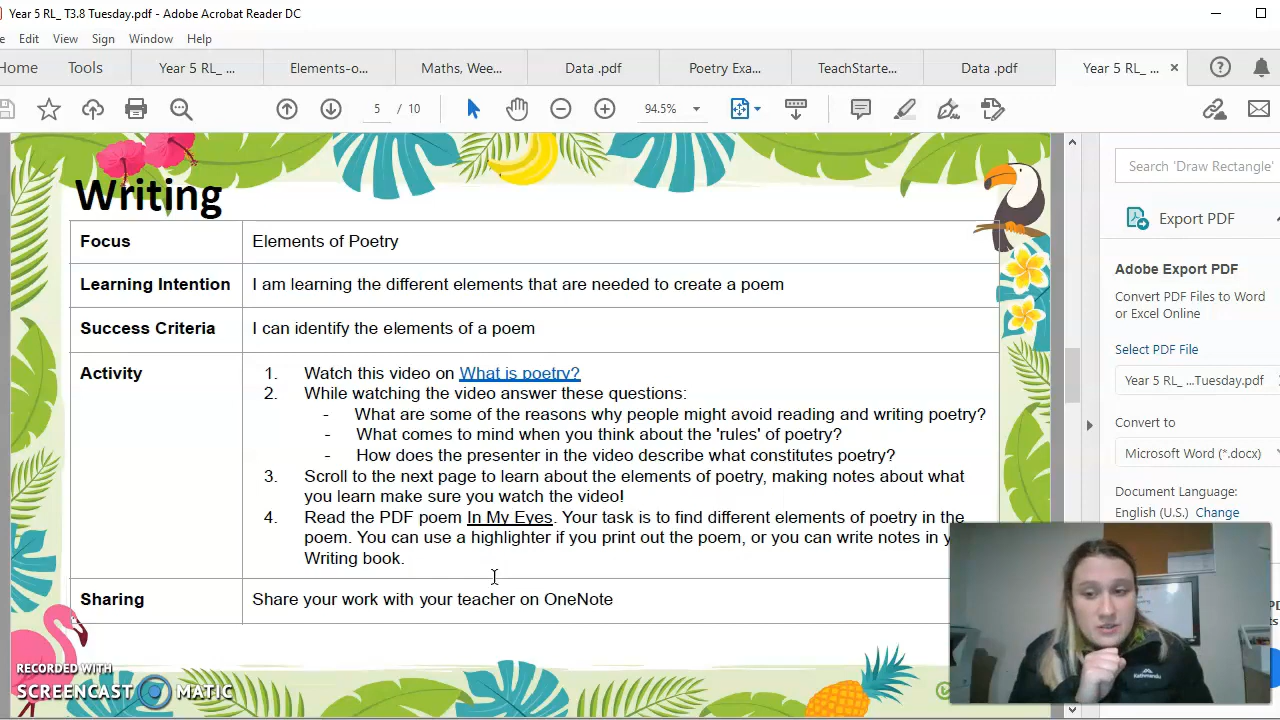 Year 5 RL_ T3.8 Tuesday.pdf - Adobe Acrobat Reader DC
Edit View Sign Window Help
Home Tools Year 5 RL_ ... Elements-o... Maths, Wee... Data .pdf Poetry Exa... TeachStarte... Data .pdf Year 5 RL_ ...
5 / 10 94.5%
Search 'Draw Rectangle'
Export PDF
Adobe Export PDF
Convert PDF Files to Word
or Excel Online
Select PDF File
Year 5 RL_ ...Tuesday.pdf
Convert to
Microsoft Word (*.docx)
Document Language:
English (U.S.) Change
Writing
Focus Elements of Poetry
Learning Intention I am learning the different elements that are needed to create a poem
Success Criteria I can identify the elements of a poem
Activity 1. Watch this video on What is poetry?
2. While watching the video answer these questions:
- What are some of the reasons why people might avoid reading and writing poetry?
- What comes to mind when you think about the 'rules' of poetry?
- How does the presenter in the video describe what constitutes poetry?
3. Scroll to the next page to learn about the elements of poetry, making notes about what
you learn make sure you watch the video!
4. Read the PDF poem In My Eyes. Your task is to find different elements of poetry in the
poem. You can use a highlighter if you print out the poem, or you can write notes in
Writing book.
Sharing Share your work with your teacher on OneNote
RECORDED WITH
SCREENCAST MATIC
Kathmandu